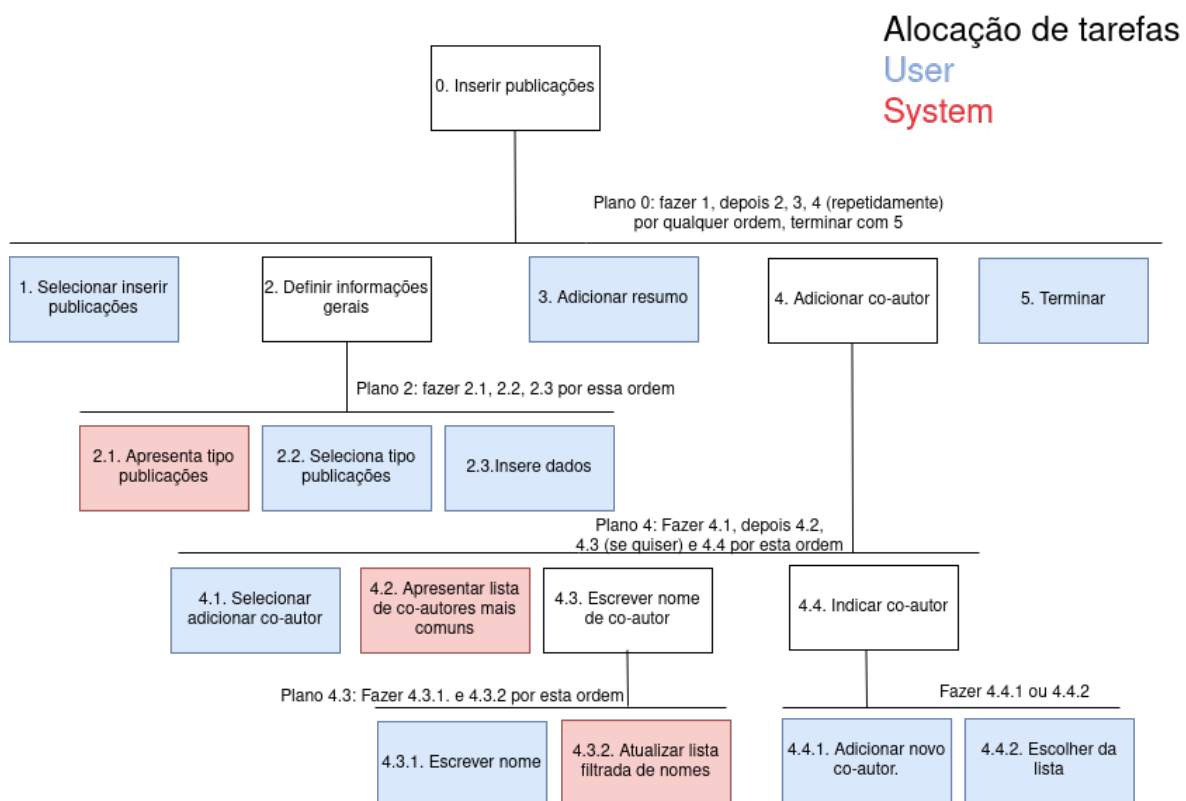 Alocação de tarefas
User
System
0. Inserir publicações
Plano 0: fazer 1, depois 2, 3, 4 (repetidamente)
por qualquer ordem, terminar com 5
1. Selecionar inserir
publicações
2. Definir informações
gerais
3. Adicionar resumo
4. Adicionar co-autor
5. Terminar
Plano 2: fazer 2.1, 2.2, 2.3 por essa ordem
2.1. Apresenta tipo
publicações
2.2. Seleciona tipo
publicações
2.3.Insere dados
Plano 4: Fazer 4.1, depois 4.2,
4.3 (se quiser) e 4.4 por esta ordem
4.1. Selecionar
adicionar co-autor
4.2. Apresentar lista
de co-autores mais
comuns
4.3. Escrever nome
de co-autor
4.4. Indicar co-autor
Plano 4.3: Fazer 4.3.1. e 4.3.2 por esta ordem
Fazer 4.4.1 ou 4.4.2
4.3.1. Escrever nome
4.3.2. Atualizar lista
filtrada de nomes
4.4.1. Adicionar novo
co-autor.
4.4.2. Escolher da
lista